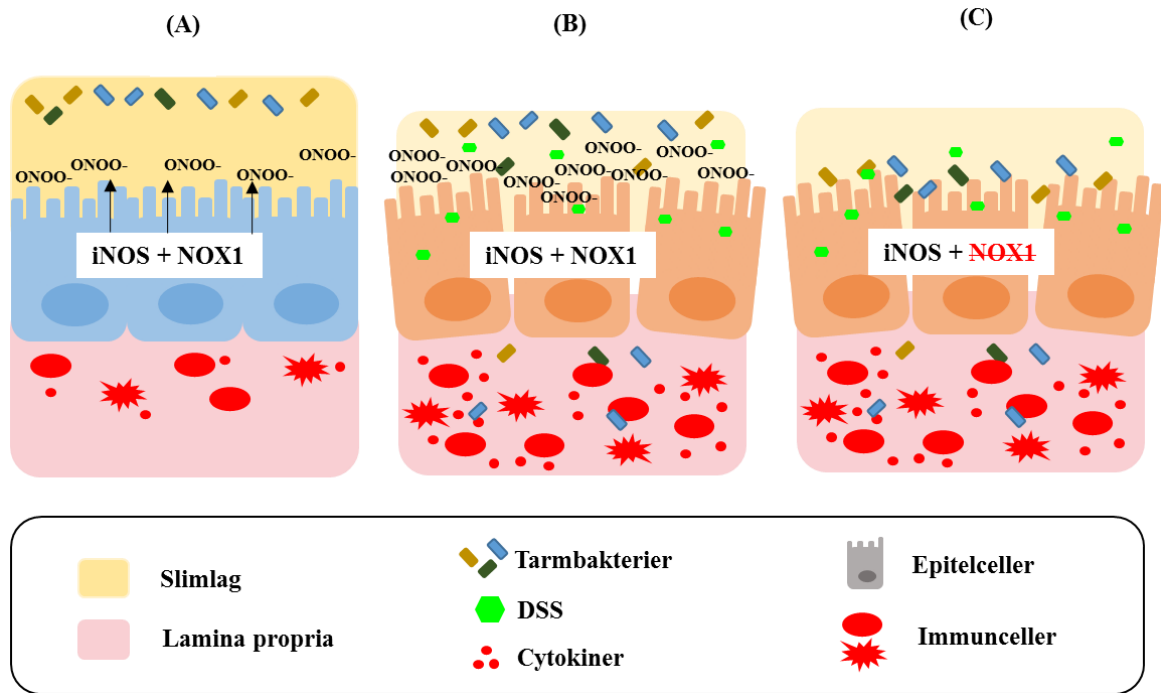 (A)
(B)
(C)
ONOO-
ONOO-
ONOO-
ONOO-
iNOS + NOX1
ONOO-
ONOO-
ONOO-
ONOO-
ONOO-
ONOO-
ONOO-
ONOO-
ONOO-
ONOO-
ONOO-
iNOS + NOX1
iNOS + NOX1
Slimlag
Lamina propria
Tarmbakterier
DSS
Cytokiner
Epitelceller
Immunceller